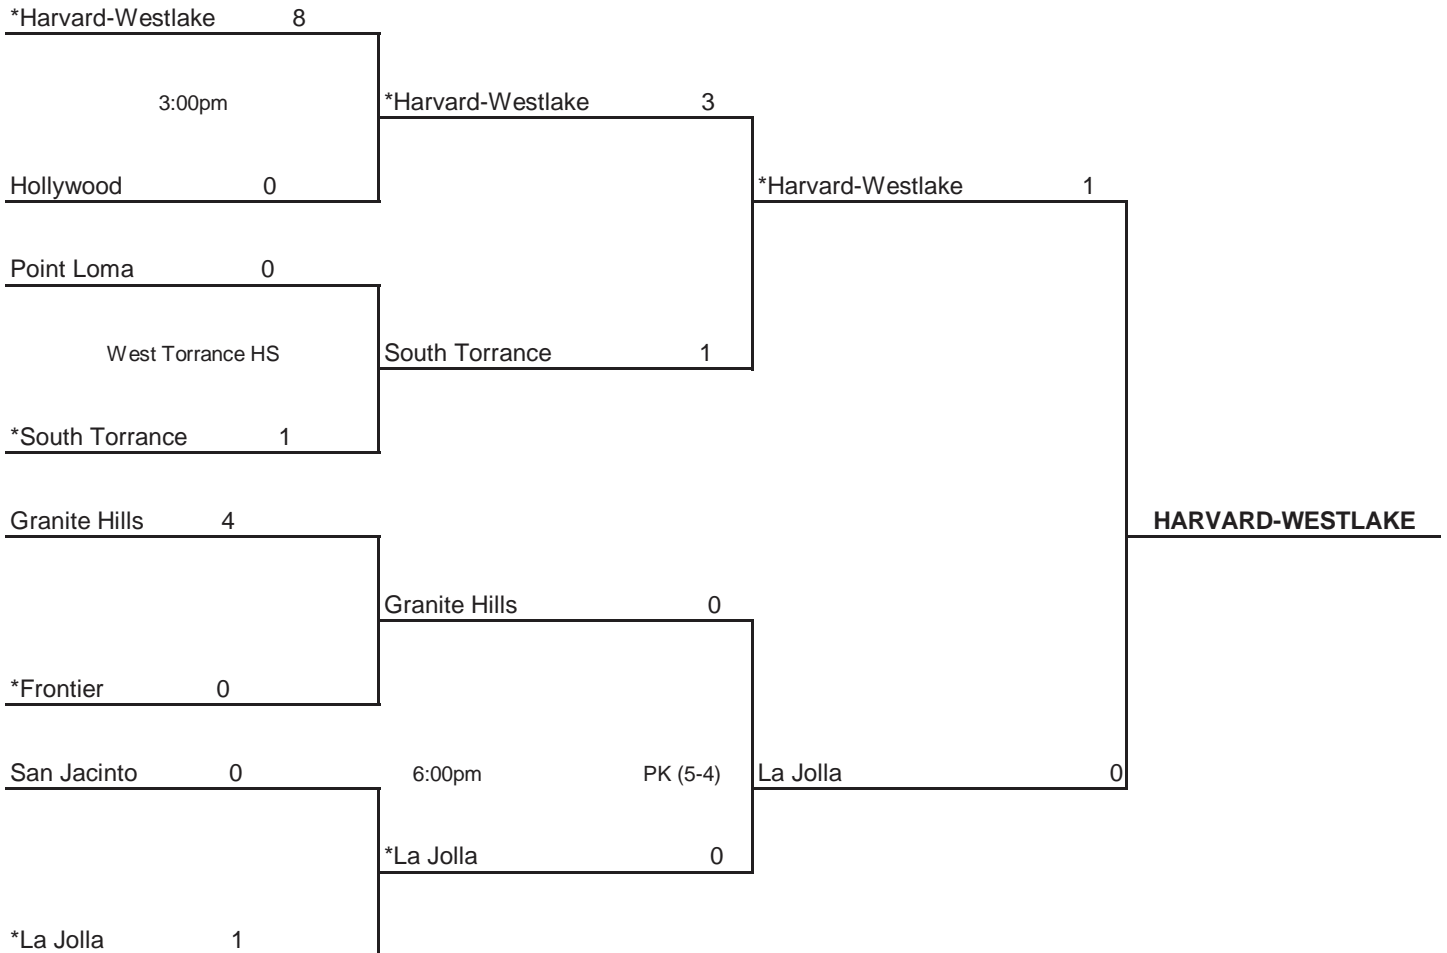 *Harvard-Westlake 8
3:00pm
*Harvard-Westlake 3
Hollywood 0
*Harvard-Westlake 1
Point Loma 0
West Torrance HS
South Torrance 1
*South Torrance 1
Granite Hills 4
HARVARD-WESTLAKE
Granite Hills 0
*Frontier 0
San Jacinto 0
6:00pm
PK (5-4)
La Jolla 0
*La Jolla 0
*La Jolla 1